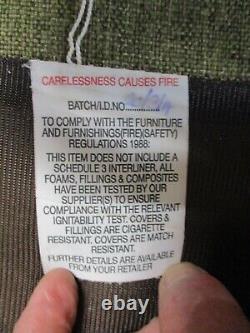 CARELESSNESS CAUSES FIRE
BATCH/I.D.NO
TO COMPLY WITH THE FURNITURE
AND FURNISHINGS(FIRE)(SAFETY)
REGULATIONS 1988:
THIS ITEM DOES NOT INCLUDE A
SCHEDULE 3 INTERLINER, ALL
FOAMS, FILLINGS & COMPOSITES
HAVE BEEN TESTED BY OUR
SUPPLIER(S) TO ENSURE
COMPLIANCE WITH THE RELEVANT
IGNITABILITY TEST. COVERS &
FILLINGS ARE CIGARETTE
RESISTANT. COVERS ARE MATCH
RESISTANT.
FURTHER DETAILS ARE AVAILABLE
FROM YOUR RETAILER